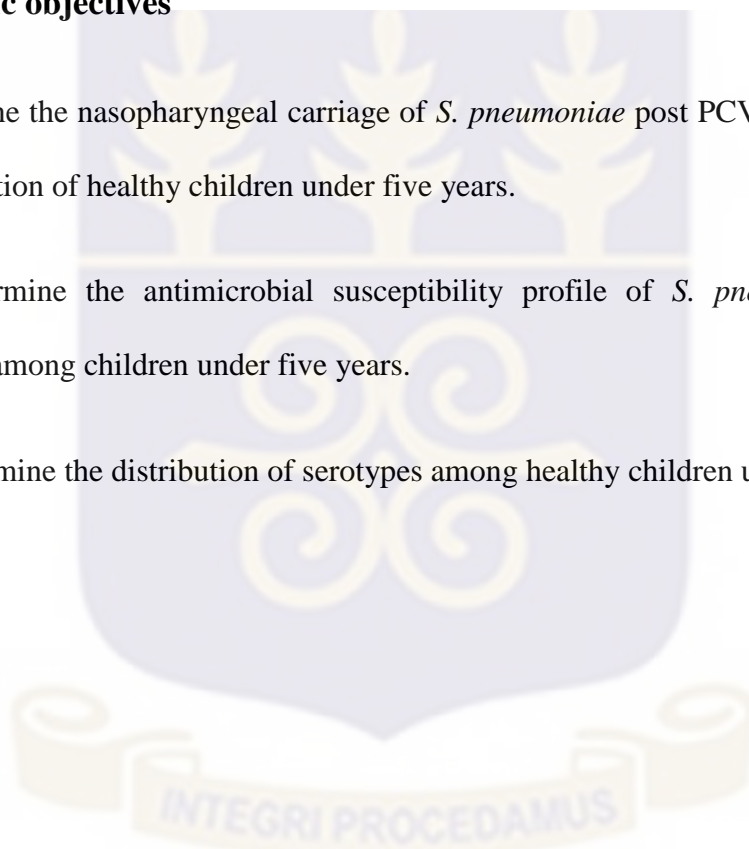 c objectives
ne the nasopharyngeal carriage of S. pneumoniae post PCV
tion of healthy children under five years.
rmine the antimicrobial susceptibility profile of S. pne
among children under five years.
mine the distribution of serotypes among healthy children u
INTEGRI PROCEDAMUS